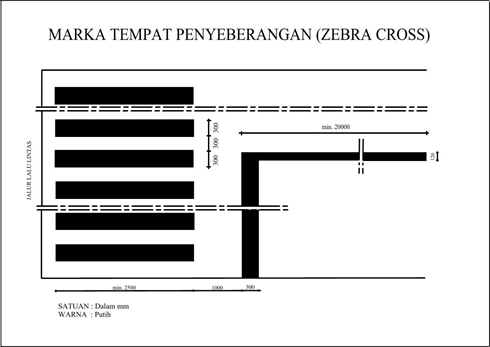 MARKA TEMPAT PENYEBERANGAN (ZEBRA CROSS)
JALUR LALU LINTAS
300
300
300
min. 20000
120
min. 2500
1000
300
SATUAN : Dalam mm
WARNA : Putih